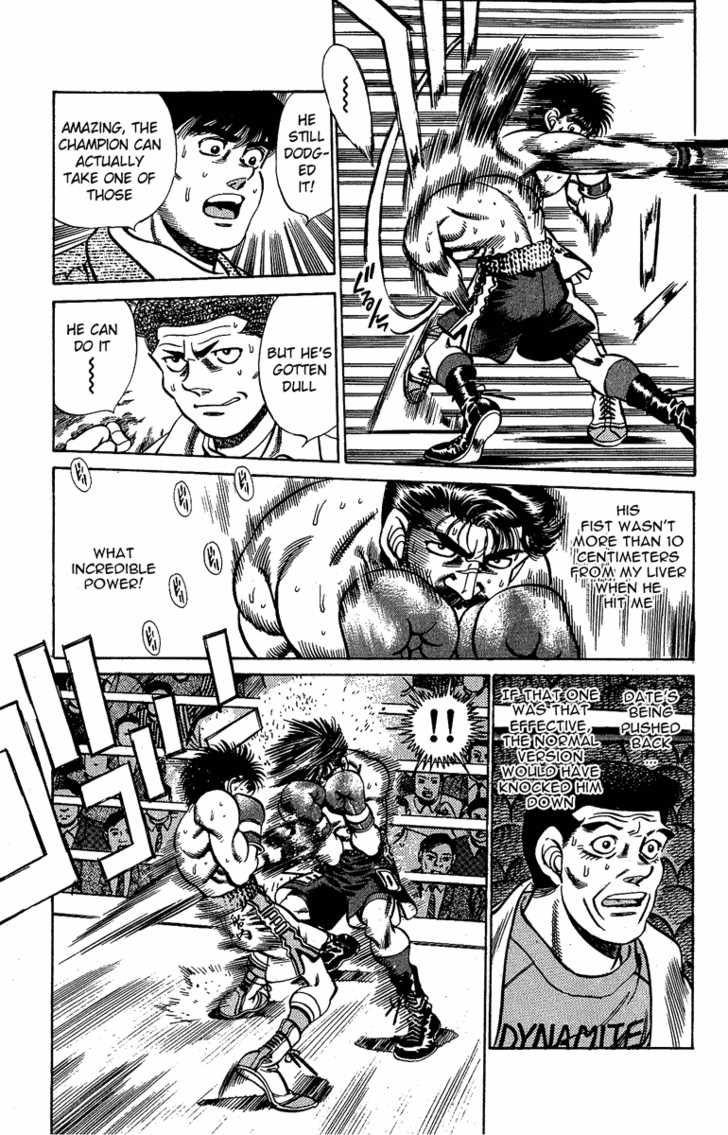 HE
STILL
DODG-
ED
IT!
AMAZING, THE
CHAMPION CAN
ACTUALLY
TAKE ONE OF
THOSE
BUT HE'S
GOTTEN
DULL
HE CAN
DO IT
HIS
FIST WASN'T
MORE THAN 10
CENTIMETERS
FROM MY LIVER
WHEN HE
HIT ME
WHAT
INCREDIBLE
POWER!
DATE'S
BEING
PUSHED
BACK
...
IF THAT ONE
WAS THAT
EFFECTIVE,
THE NORMAL
VERSION
WOULD HAVE
KNOCKED HIM
DOWN
DYNAMITE
!!